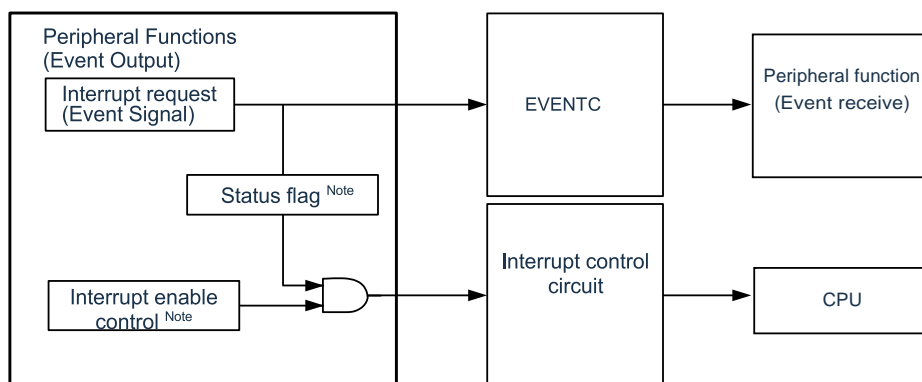 Peripheral Functions
(Event Output)
Interrupt request
(Event Signal)
EVENTC
Peripheral function
(Event receive)
Status flag Note
Interrupt control
circuit
Interrupt enable
control Note
CPU